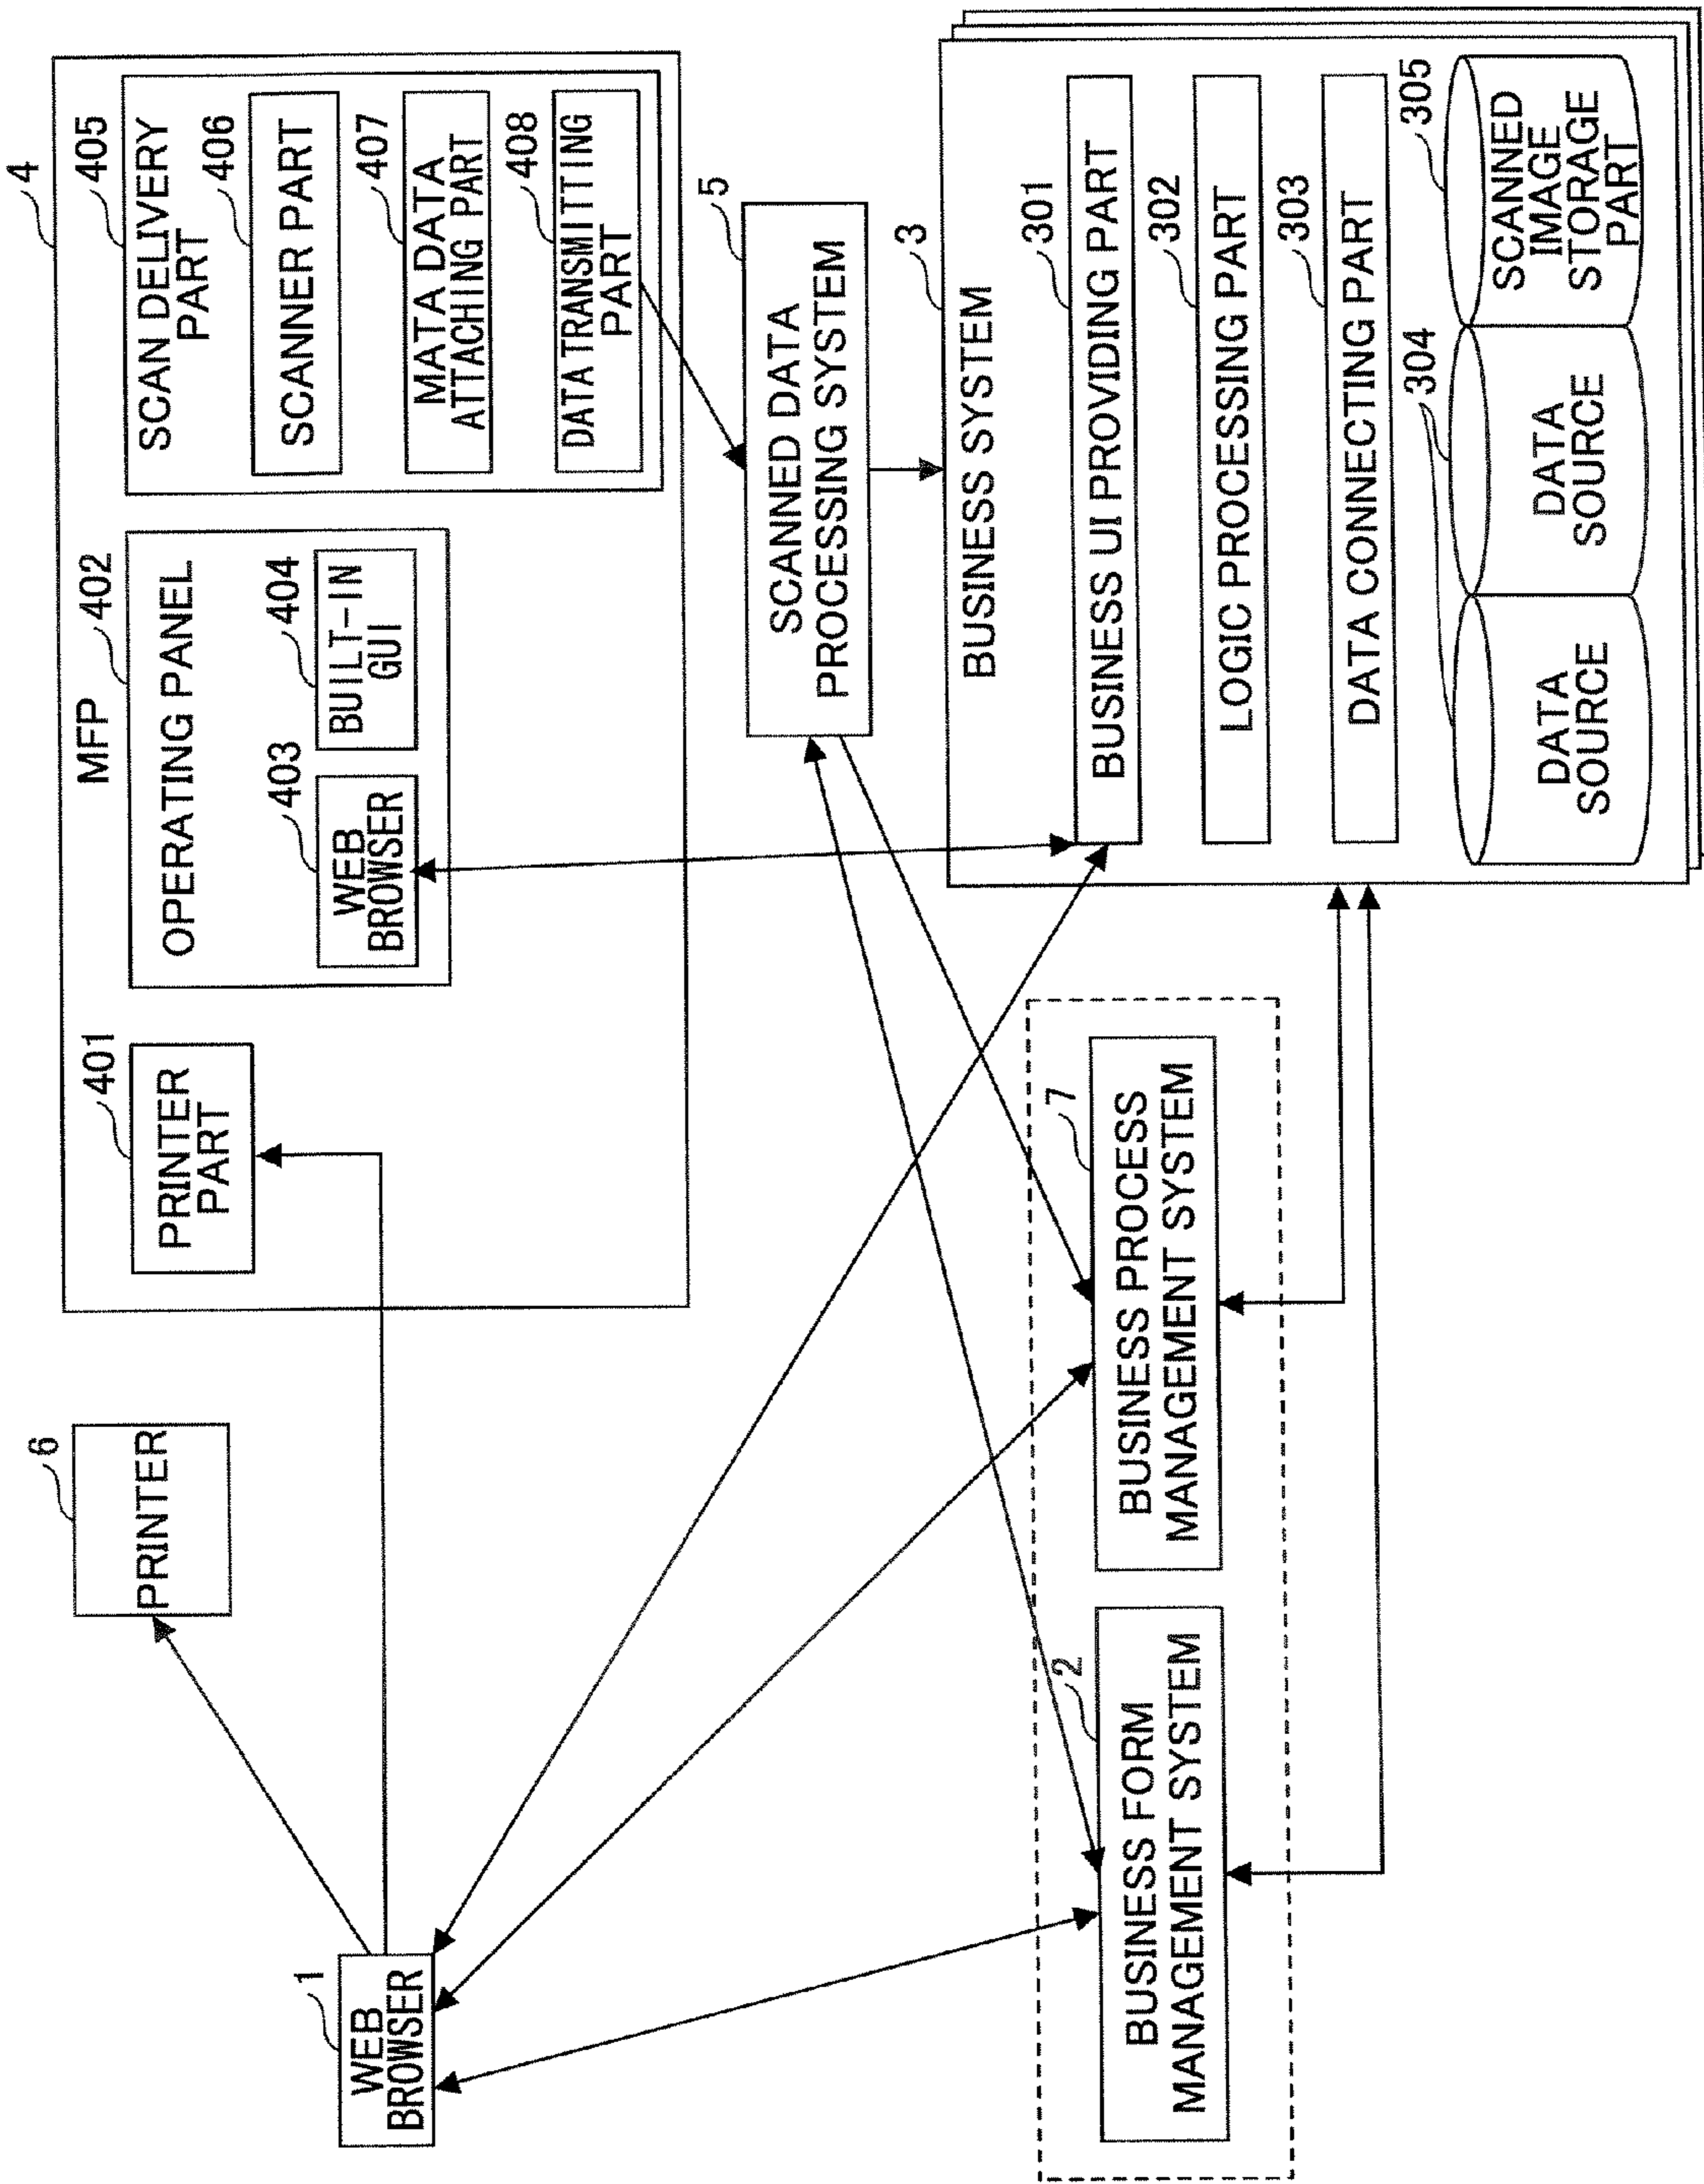 6
PRINTER
1
WEB
BROWSER
4
MFP
401
PRINTER
PART
402
OPERATING PANEL
403
WEB
BROWSER
404
BUILT-IN
GUI
405
SCAN DELIVERY
PART
406
SCANNER PART
407
MATA DATA
ATTACHING PART
408
DATA TRANSMITTING
PART
5
SCANNED DATA
PROCESSING SYSTEM
2
BUSINESS FORM
MANAGEMENT SYSTEM
7
BUSINESS PROCESS
MANAGEMENT SYSTEM
3
BUSINESS SYSTEM
301
BUSINESS UI PROVIDING PART
302
LOGIC PROCESSING PART
303
DATA CONNECTING PART
304
DATA
SOURCE
DATA
SOURCE
305
SCANNED
IMAGE
STORAGE
PART